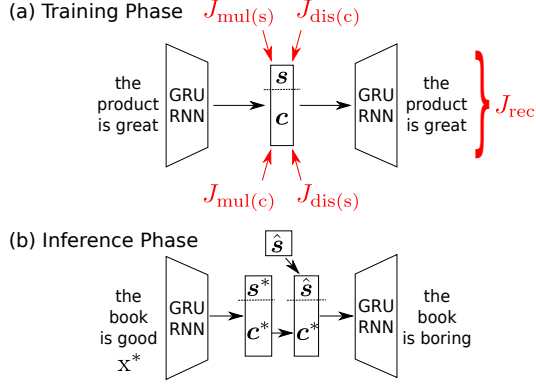 (a) Training Phase
J_mul(s) J_dis(c)
the
product
is great
GRU
RNN
s
c
GRU
RNN
the
product
is great
J_rec
J_mul(c) J_dis(s)
(b) Inference Phase
ŝ
the
book
is good
x*
GRU
RNN
s*
c*
ŝ
c*
GRU
RNN
the
book
is boring